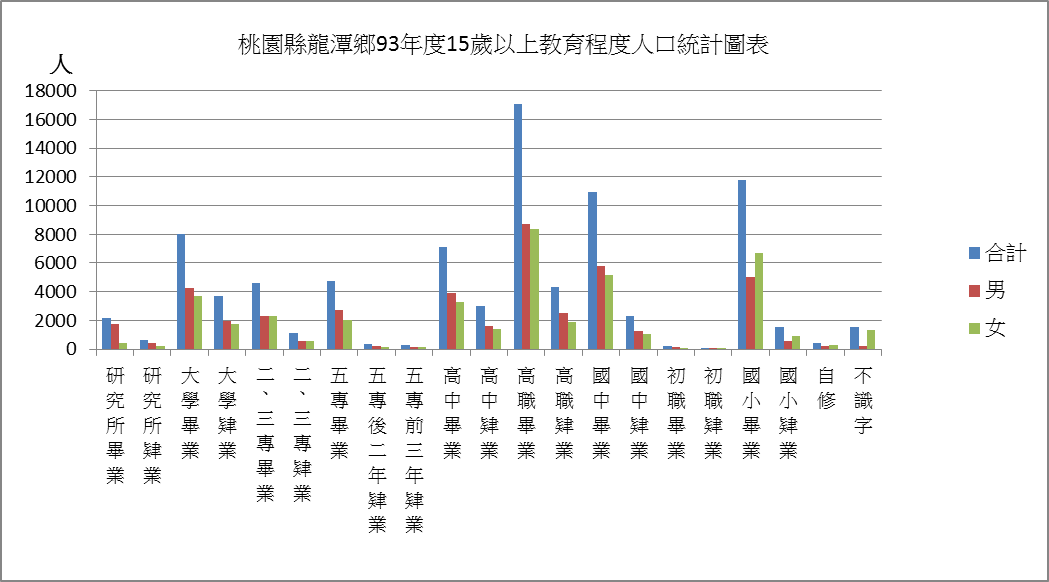 桃園縣龍潭鄉93年度15歲以上教育程度人口統計圖表
人
18000
16000
14000
12000
10000
8000
6000
4000
2000
0
研究所畢業
研究所肄業
大學畢業
大學肄業
二、三專畢業
二、三專肄業
五專畢業
五專後二年肄業
五專前三年肄業
高中畢業
高中肄業
高職畢業
高職肄業
國中畢業
國中肄業
初職畢業
初職肄業
國小畢業
國小肄業
自修
不識字
合計
男
女